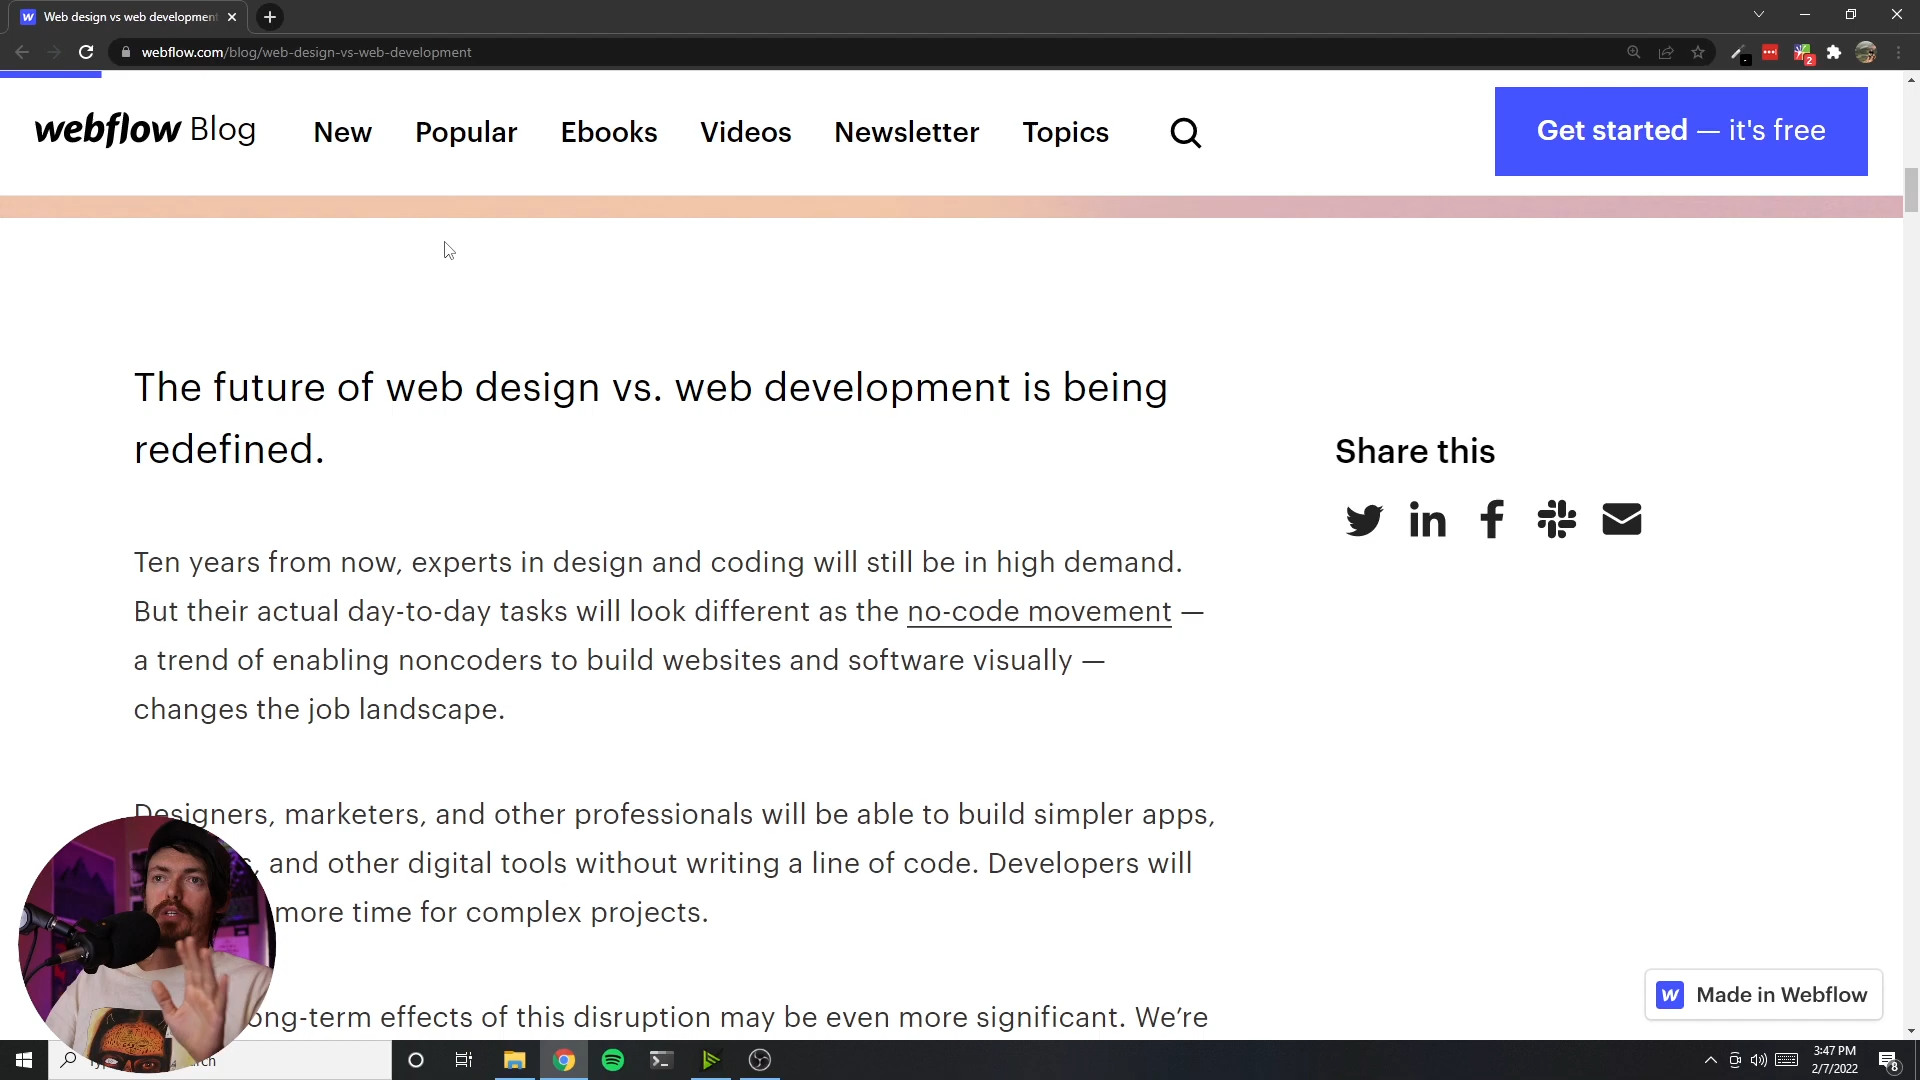 Web design vs web development
webflow.com/blog/web-design-vs-web-development
2
webflow Blog
New
Popular
Ebooks
Videos
Newsletter
Topics
Get started — it's free
The future of web design vs. web development is being
redefined.
Share this
Ten years from now, experts in design and coding will still be in high demand.
But their actual day-to-day tasks will look different as the no-code movement —
a trend of enabling noncoders to build websites and software visually —
changes the job landscape.
Designers, marketers, and other professionals will be able to build simpler apps,
, and other digital tools without writing a line of code. Developers will
more time for complex projects.
ong-term effects of this disruption may be even more significant. We’re
Made in Webflow
3:47 PM
2/7/2022
8